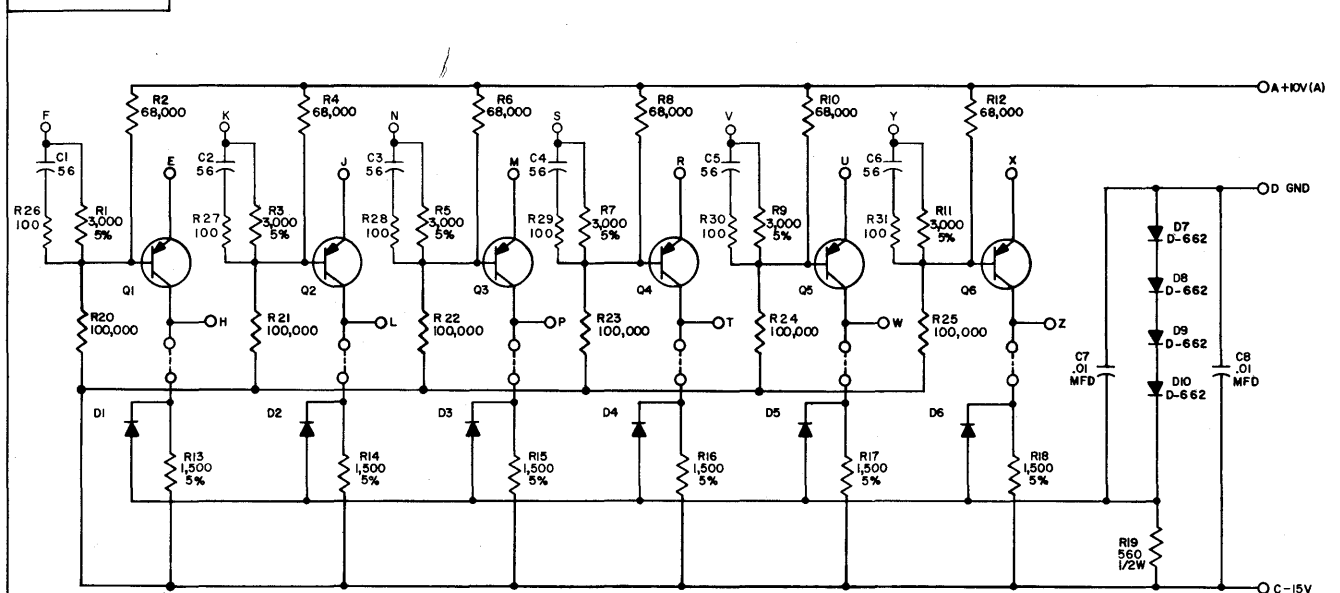 R2
68,000
R4
68,000
R6
68,000
R8
68,000
R10
68,000
R12
68,000
A+10V(A)
F
K
N
S
V
Y
C1
56
E
C2
56
J
C3
56
M
C4
56
R
C5
56
U
C6
56
X
D GND
R26
100
R1
3,000
5%
R27
100
R3
3,000
5%
R28
100
R5
3,000
5%
R29
100
R7
3,000
5%
R30
100
R9
3,000
5%
R31
100
R11
3,000
5%
D7
D-662
Q1
Q2
Q3
Q4
Q5
Q6
D8
D-662
R20
100,000
H
R21
100,000
L
R22
100,000
P
R23
100,000
T
R24
100,000
W
R25
100,000
Z
D9
D-662
C7
.01
MFD
D10
D-662
C8
.01
MFD
D1
D2
D3
D4
D5
D6
R13
1,500
5%
R14
1,500
5%
R15
1,500
5%
R16
1,500
5%
R17
1,500
5%
R18
1,500
5%
R19
560
1/2W
C-15V